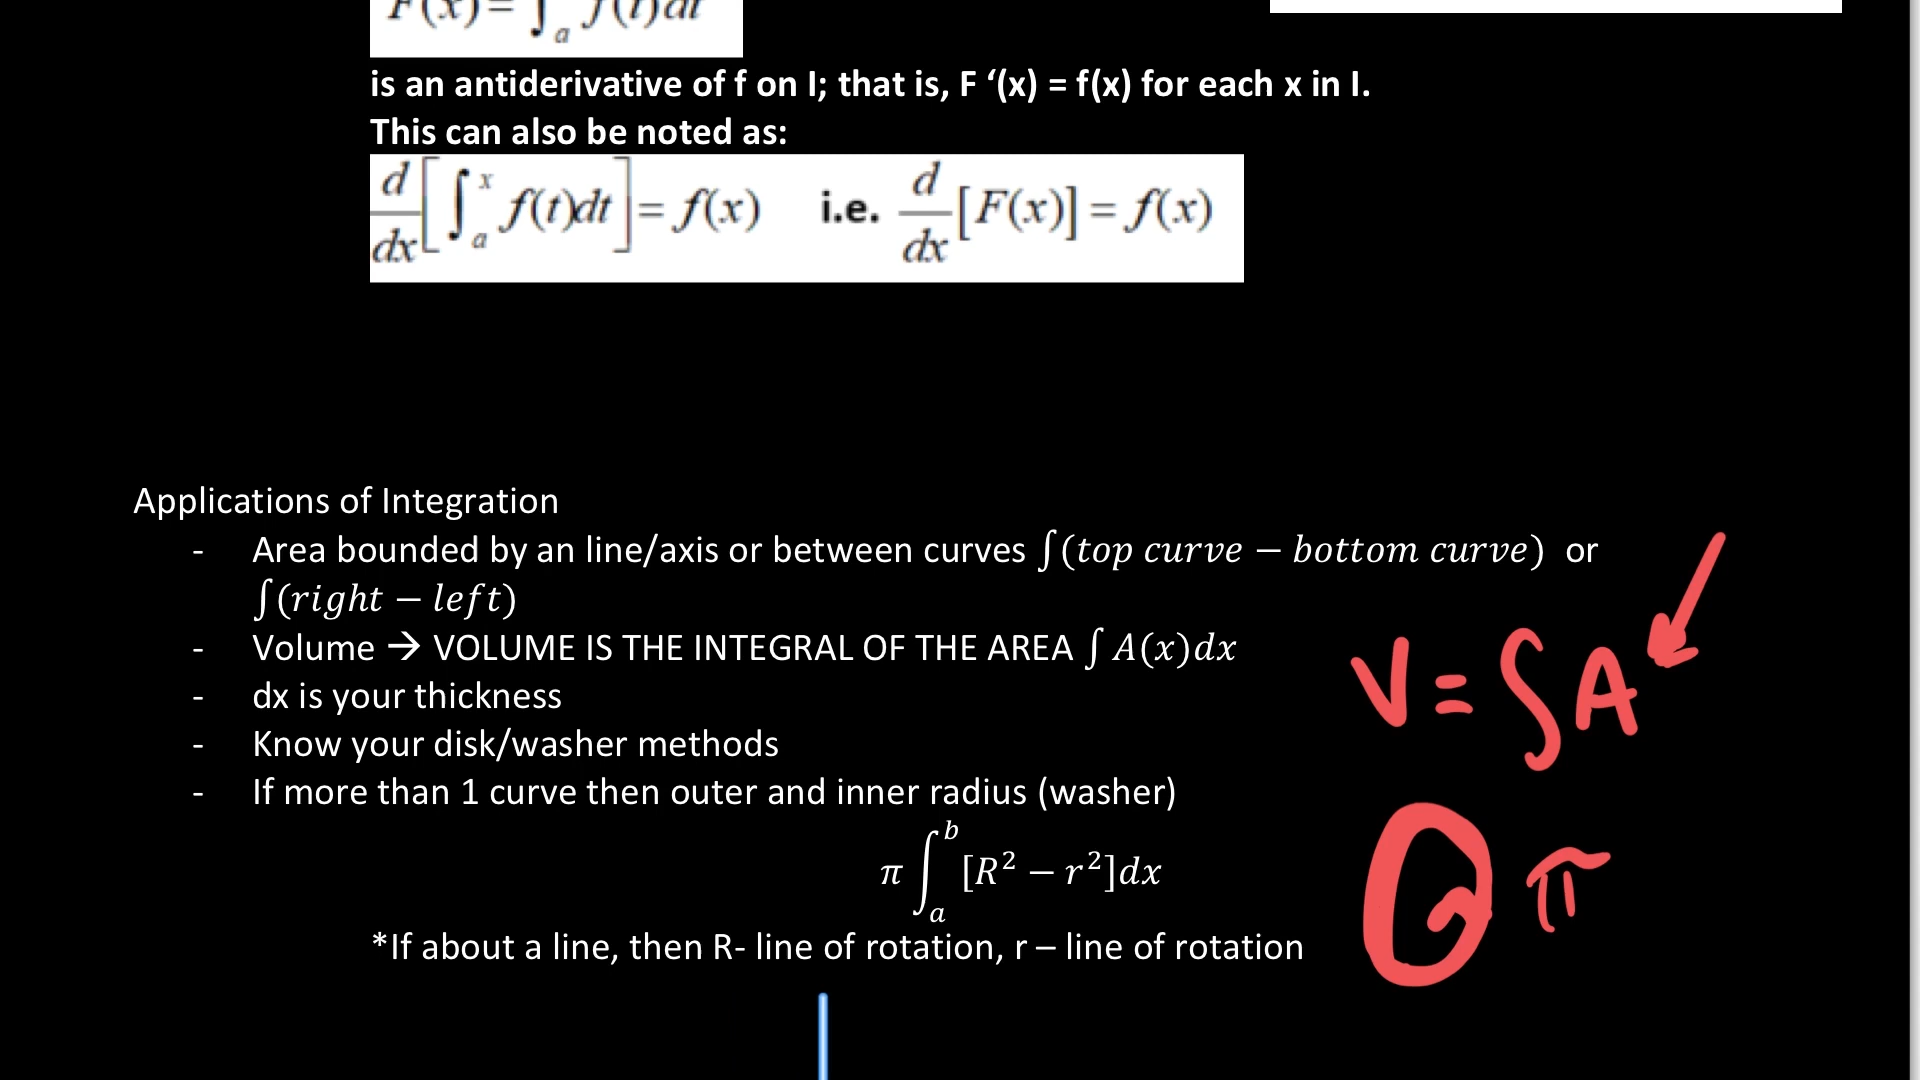 F(x) = ∫ₐ f(t)dt
is an antiderivative of f on I; that is, F ‘(x) = f(x) for each x in I.
This can also be noted as:
d/dx [∫ₐˣ f(t)dt] = f(x) i.e. d/dx [F(x)] = f(x)
Applications of Integration
- Area bounded by an line/axis or between curves ∫(top curve − bottom curve) or
∫(right − left)
- Volume → VOLUME IS THE INTEGRAL OF THE AREA ∫ A(x)dx
- dx is your thickness
- Know your disk/washer methods
- If more than 1 curve then outer and inner radius (washer)
π ∫ₐᵇ [R² − r²]dx
*If about a line, then R- line of rotation, r – line of rotation
V = ∫A
π